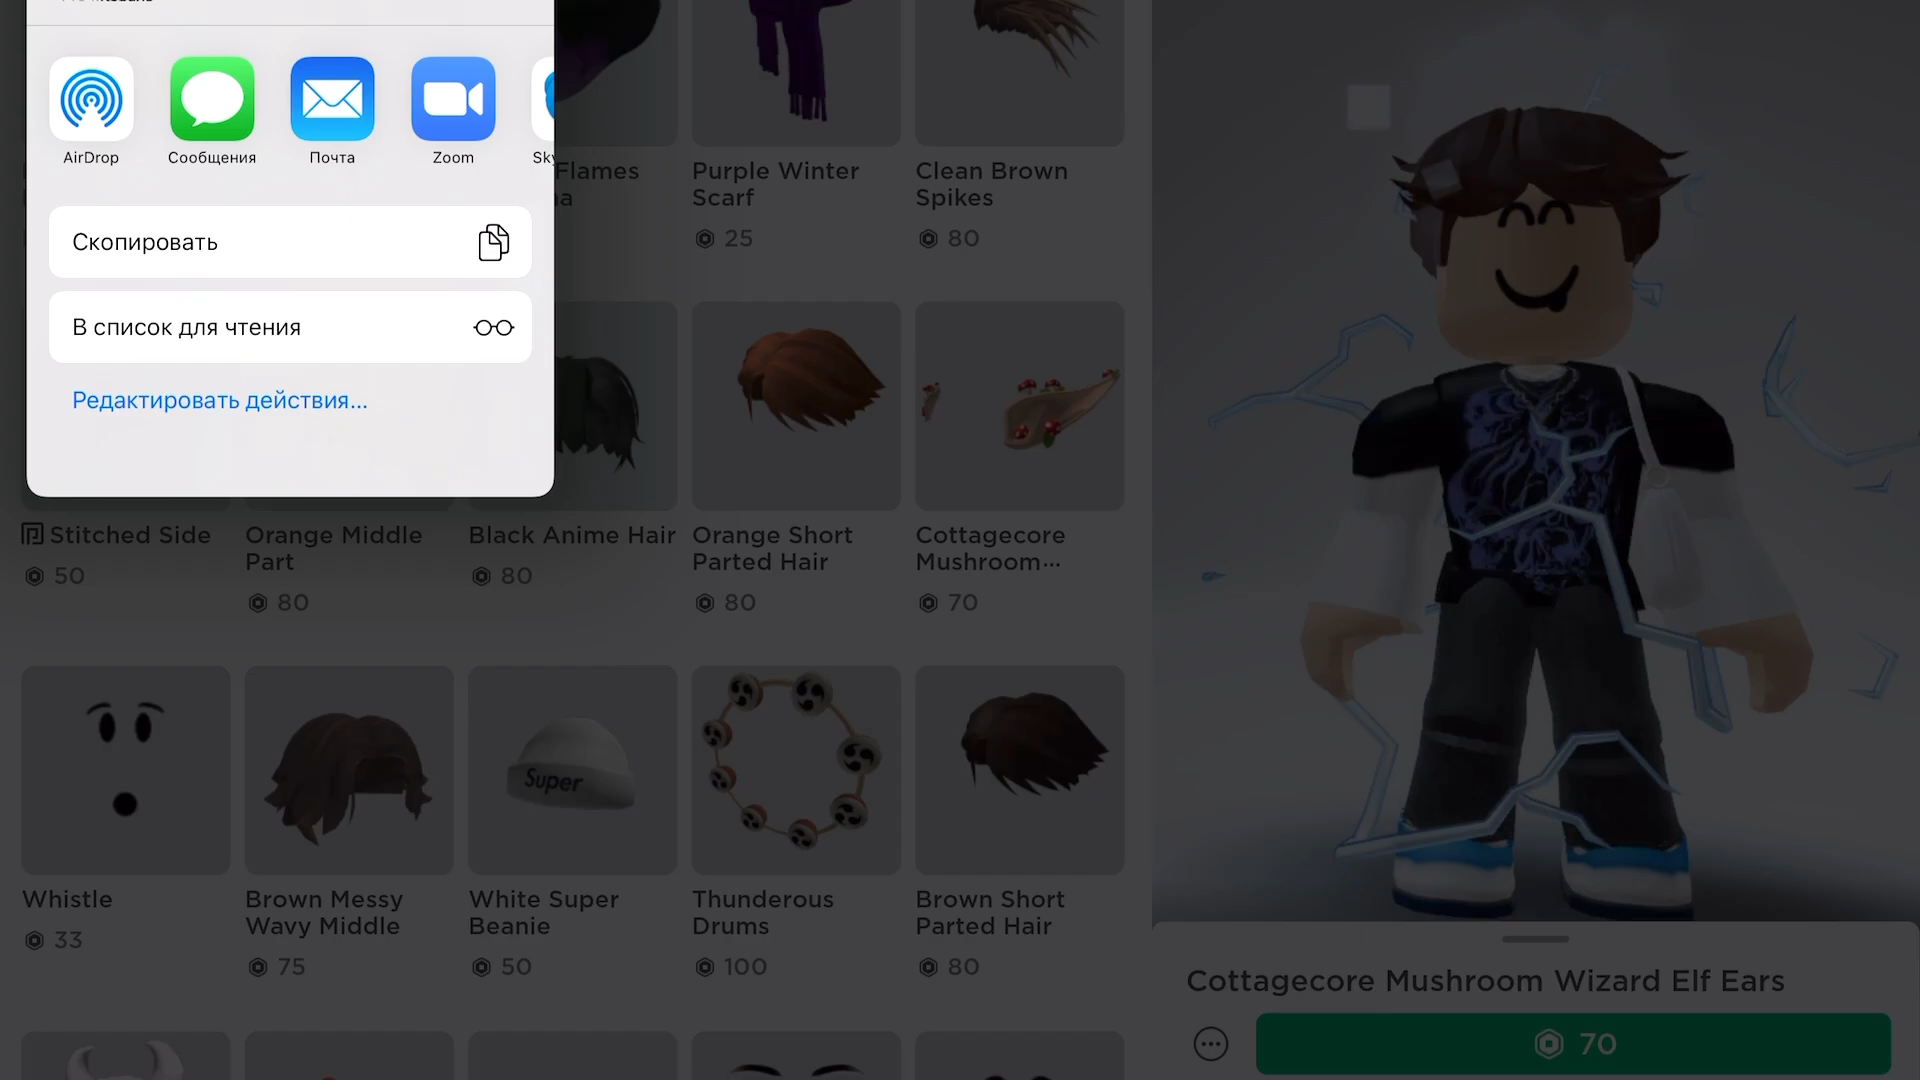 AirDrop
Сообщения
Почта
Zoom
Sky
Скопировать
В список для чтения
Редактировать действия...
Flames
Purple Winter
Scarf
25
Clean Brown
Spikes
80
Stitched Side
50
Orange Middle
Part
80
Black Anime Hair
80
Orange Short
Parted Hair
80
Cottagecore
Mushroom...
70
Whistle
33
Brown Messy
Wavy Middle
75
Super
White Super
Beanie
50
Thunderous
Drums
100
Brown Short
Parted Hair
80
Cottagecore Mushroom Wizard Elf Ears
70